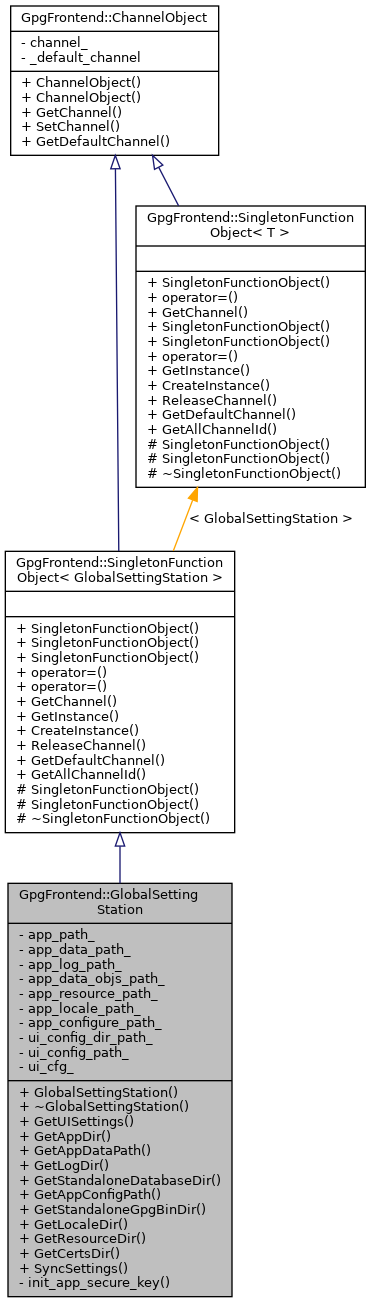 GpgFrontend::ChannelObject
- channel_
- _default_channel
+ ChannelObject()
+ ChannelObject()
+ GetChannel()
+ SetChannel()
+ GetDefaultChannel()
GpgFrontend::SingletonFunction
Object< T >
+ SingletonFunctionObject()
+ operator=()
+ GetChannel()
+ SingletonFunctionObject()
+ SingletonFunctionObject()
+ operator=()
+ GetInstance()
+ CreateInstance()
+ ReleaseChannel()
+ GetDefaultChannel()
+ GetAllChannelId()
# SingletonFunctionObject()
# SingletonFunctionObject()
# ~SingletonFunctionObject()
< GlobalSettingStation >
GpgFrontend::SingletonFunction
Object< GlobalSettingStation >
+ SingletonFunctionObject()
+ SingletonFunctionObject()
+ SingletonFunctionObject()
+ operator=()
+ operator=()
+ GetChannel()
+ GetInstance()
+ CreateInstance()
+ ReleaseChannel()
+ GetDefaultChannel()
+ GetAllChannelId()
# SingletonFunctionObject()
# SingletonFunctionObject()
# ~SingletonFunctionObject()
GpgFrontend::GlobalSetting
Station
- app_path_
- app_data_path_
- app_log_path_
- app_data_objs_path_
- app_resource_path_
- app_locale_path_
- app_configure_path_
- ui_config_dir_path_
- ui_config_path_
- ui_cfg_
+ GlobalSettingStation()
+ ~GlobalSettingStation()
+ GetUISettings()
+ GetAppDir()
+ GetAppDataPath()
+ GetLogDir()
+ GetStandaloneDatabaseDir()
+ GetAppConfigPath()
+ GetStandaloneGpgBinDir()
+ GetLocaleDir()
+ GetResourceDir()
+ GetCertsDir()
+ SyncSettings()
- init_app_secure_key()